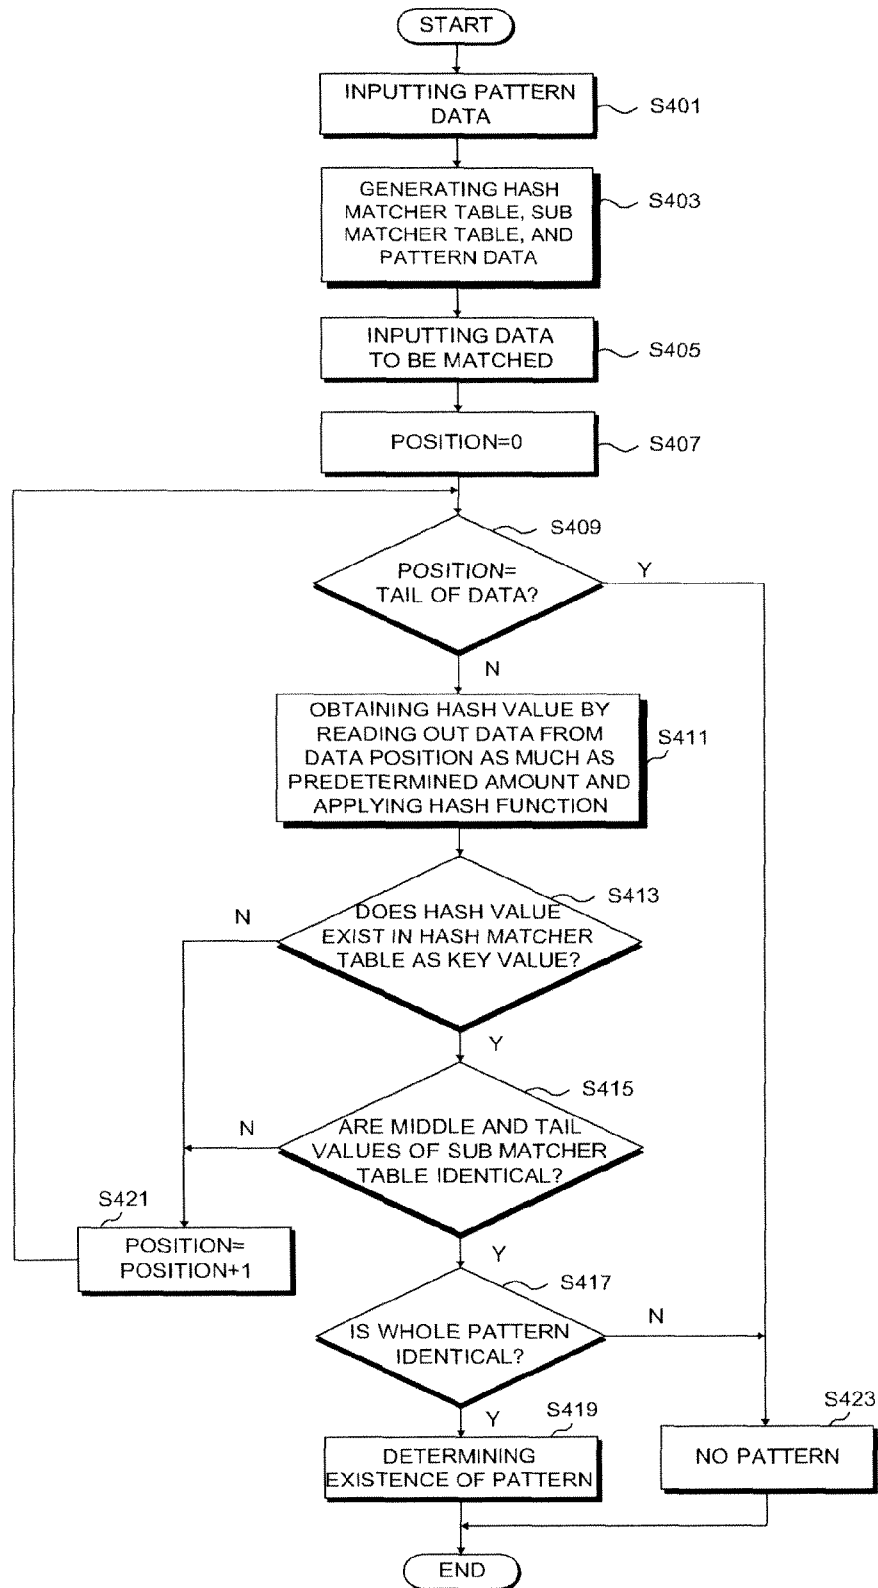 START
INPUTTING PATTERN
DATA
S401
GENERATING HASH
MATCHER TABLE, SUB
MATCHER TABLE, AND
PATTERN DATA
S403
INPUTTING DATA
TO BE MATCHED
S405
POSITION=0
S407
S409
POSITION=
TAIL OF DATA?
Y
N
OBTAINING HASH VALUE BY
READING OUT DATA FROM
DATA POSITION AS MUCH AS
PREDETERMINED AMOUNT AND
APPLYING HASH FUNCTION
S411
S413
N
DOES HASH VALUE
EXIST IN HASH MATCHER
TABLE AS KEY VALUE?
Y
S415
N
ARE MIDDLE AND TAIL
VALUES OF SUB MATCHER
TABLE IDENTICAL?
S421
POSITION=
POSITION+1
Y
S417
IS WHOLE PATTERN
IDENTICAL?
N
Y
S419
DETERMINING
EXISTENCE OF PATTERN
S423
NO PATTERN
END